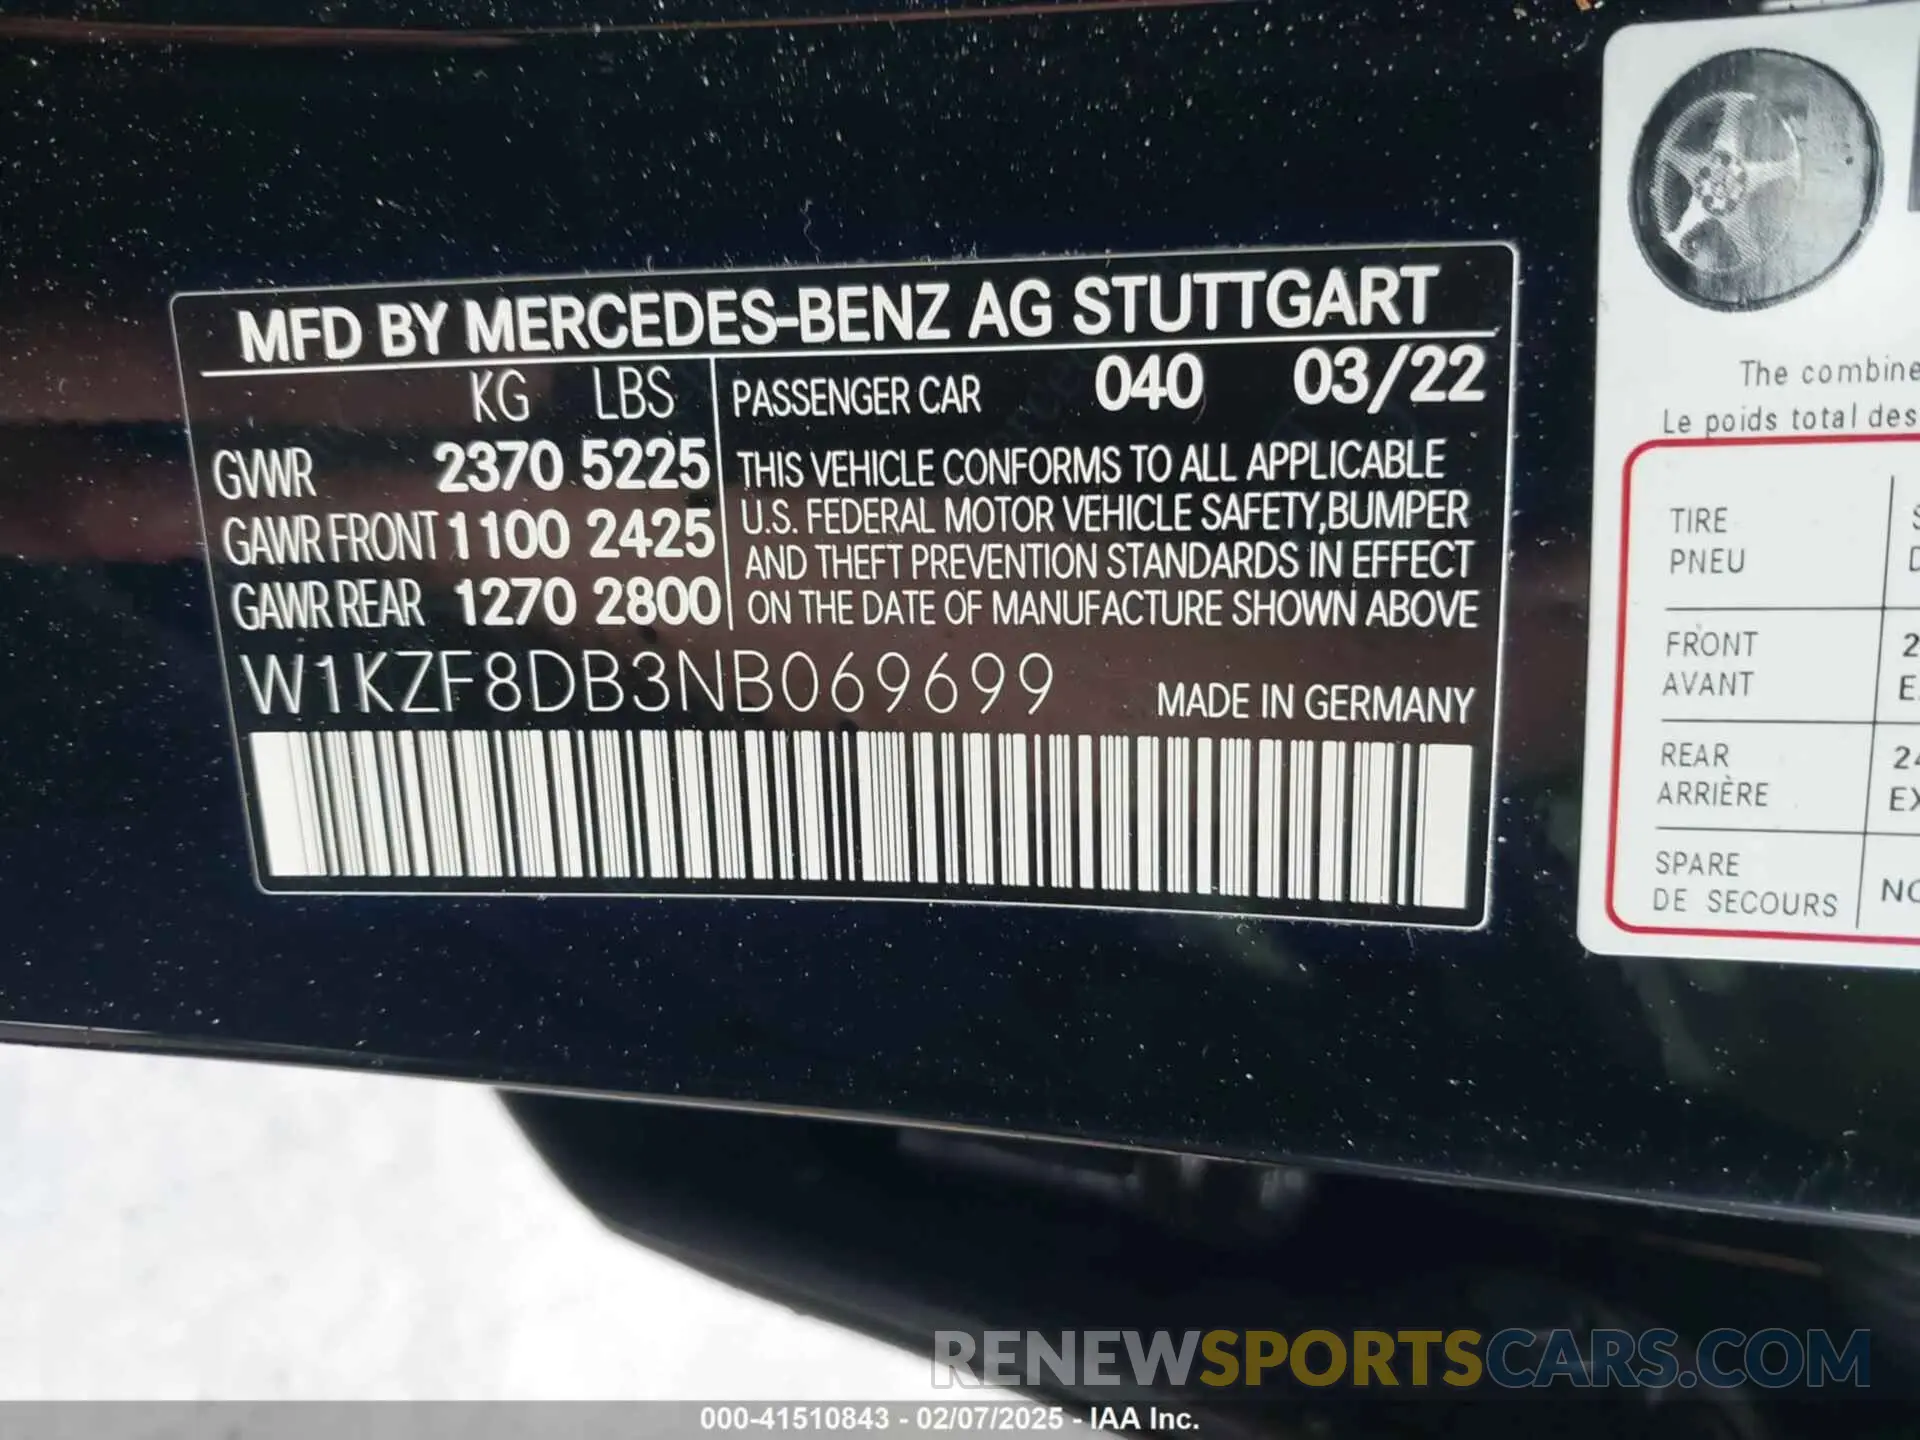 MFD BY MERCEDES-BENZ AG STUTTGART
KG LBS
GVWR 2370 5225
GAWR FRONT 1100 2425
GAWR REAR 1270 2800
PASSENGER CAR 040 03/22
THIS VEHICLE CONFORMS TO ALL APPLICABLE
U.S. FEDERAL MOTOR VEHICLE SAFETY,BUMPER
AND THEFT PREVENTION STANDARDS IN EFFECT
ON THE DATE OF MANUFACTURE SHOWN ABOVE
W1KZF8DB3NB069699 MADE IN GERMANY
The combine
Le poids total des
TIRE
PNEU
FRONT
AVANT
REAR
ARRIÈRE
SPARE
DE SECOURS
RENEWSPORTSCARS.COM
000-41510843 - 02/07/2025 - IAA Inc.